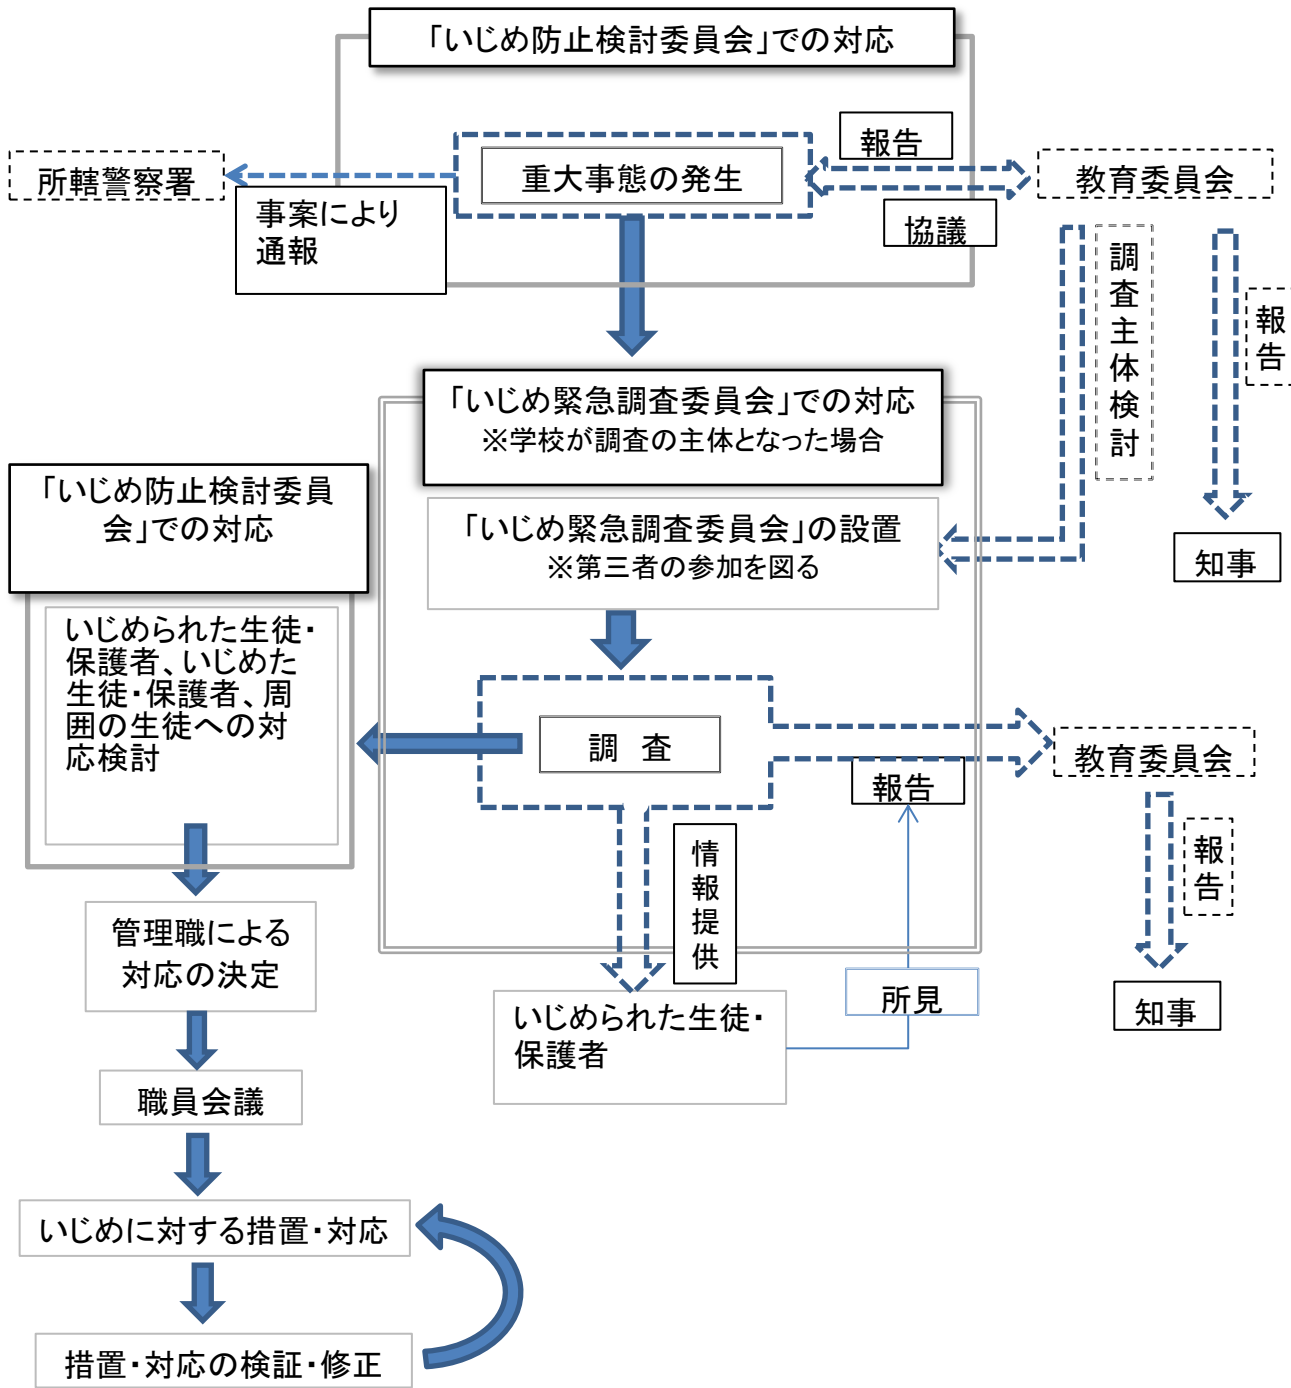 「いじめ防止検討委員会」での対応
報告
所轄警察署
重大事態の発生
教育委員会
事案により
通報
協議
調
査
主
体
検
討
報
告
「いじめ緊急調査委員会」での対応
※学校が調査の主体となった場合
「いじめ防止検討委員
会」での対応
「いじめ緊急調査委員会」の設置
※第三者の参加を図る
知事
いじめられた生徒・
保護者、いじめた
生徒・保護者、周
囲の生徒への対
応検討
調 査
教育委員会
報告
情
報
提
供
報
告
管理職による
対応の決定
いじめられた生徒・
保護者
所見
知事
職員会議
いじめに対する措置・対応
措置・対応の検証・修正